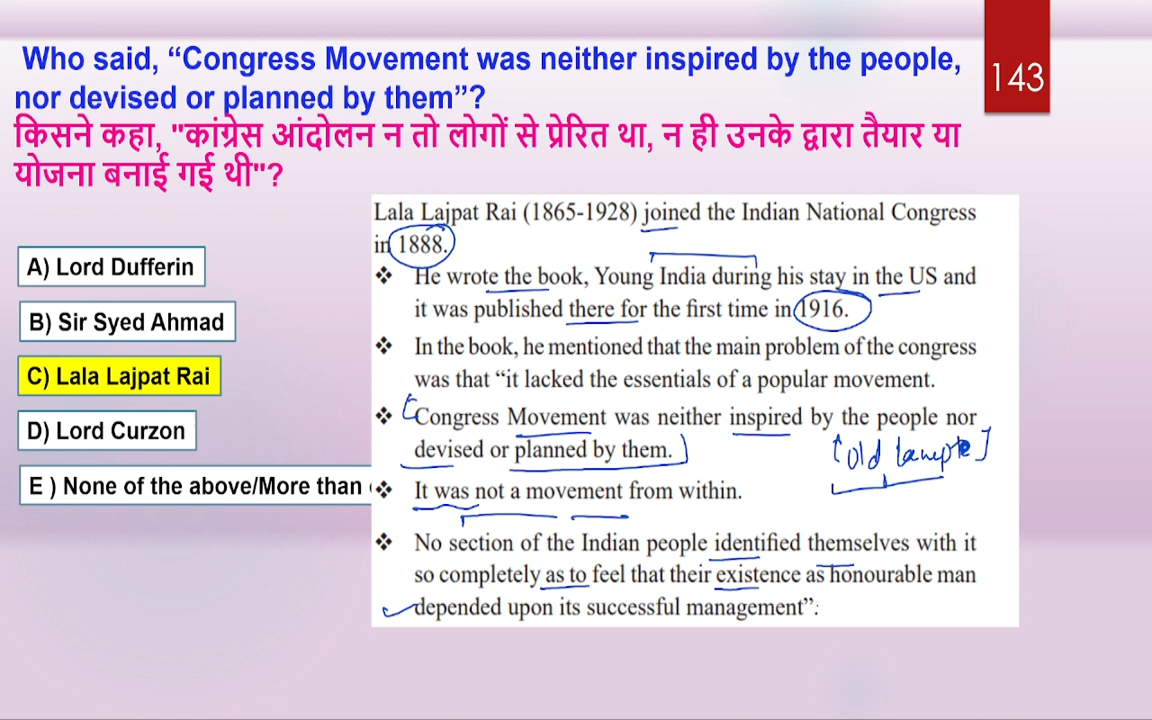 Who said, “Congress Movement was neither inspired by the people,
nor devised or planned by them”?
143
किसने कहा, "कांग्रेस आंदोलन न तो लोगों से प्रेरित था, न ही उनके द्वारा तैयार या
योजना बनाई गई थी"?
A) Lord Dufferin
B) Sir Syed Ahmad
C) Lala Lajpat Rai
D) Lord Curzon
E ) None of the above/More than
Lala Lajpat Rai (1865-1928) joined the Indian National Congress
in 1888.
❖ He wrote the book, Young India during his stay in the US and
it was published there for the first time in 1916.
❖ In the book, he mentioned that the main problem of the congress
was that “it lacked the essentials of a popular movement.
❖ Congress Movement was neither inspired by the people nor
devised or planned by them.
[old
❖ It was not a movement from within.
❖ No section of the Indian people identified themselves with it
so completely as to feel that their existence as honourable man
depended upon its successful management”.